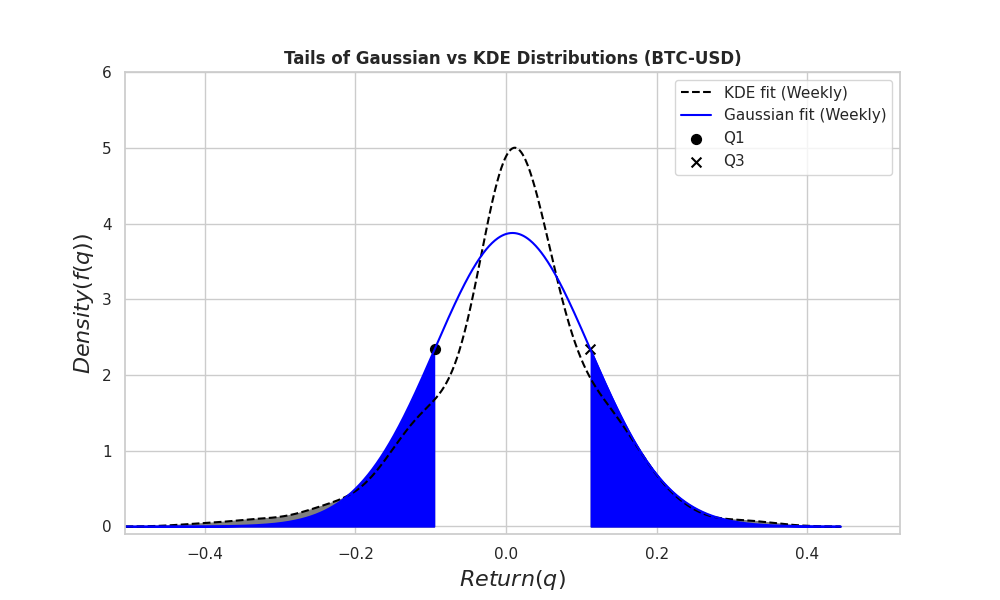 Tails of Gaussian vs KDE Distributions (BTC-USD)
6
5
4
3
2
1
0
Density(f(q))
KDE fit (Weekly)
Gaussian fit (Weekly)
Q1
Q3
−0.4
−0.2
0.0
0.2
0.4
Return(q)